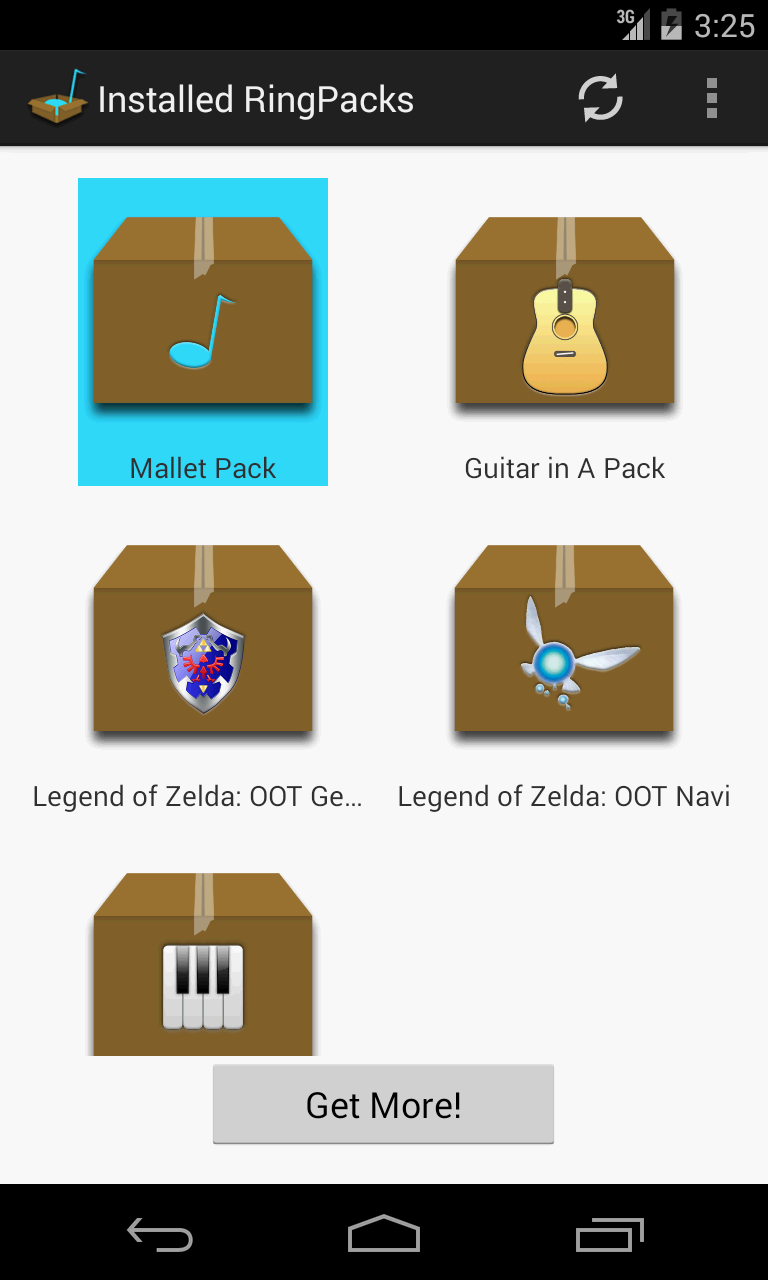 3G 3:25
Installed RingPacks
Mallet Pack Guitar in A Pack
Legend of Zelda: OOT Ge... Legend of Zelda: OOT Navi
Get More!